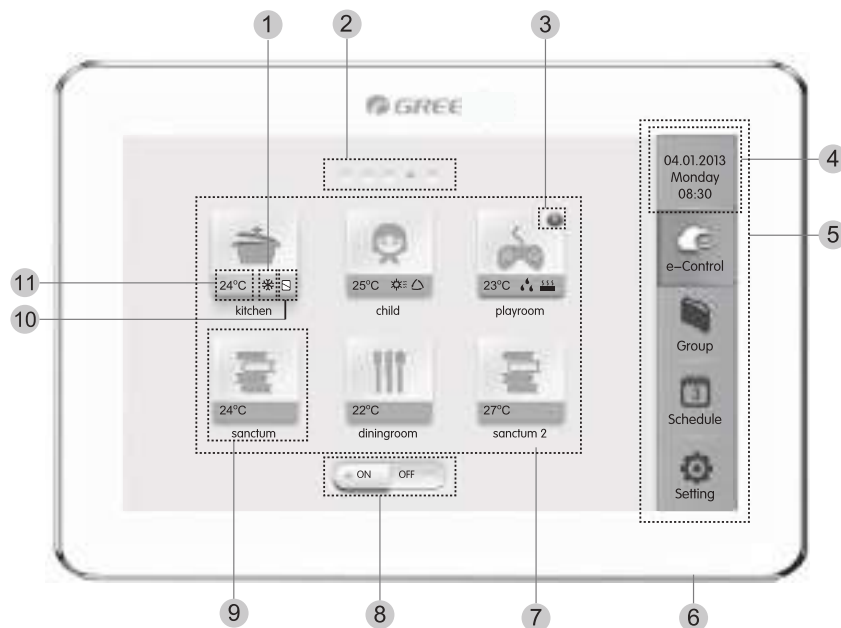 1
2
3
GREE
04.01.2013
Monday
08:30
4
5
e-Control
24°C
25°C
23°C
11
10
kitchen
child
playroom
Group
24°C
22°C
27°C
3
Schedule
sanctum
diningroom
sanctum 2
ON OFF
Setting
9
8
7
6